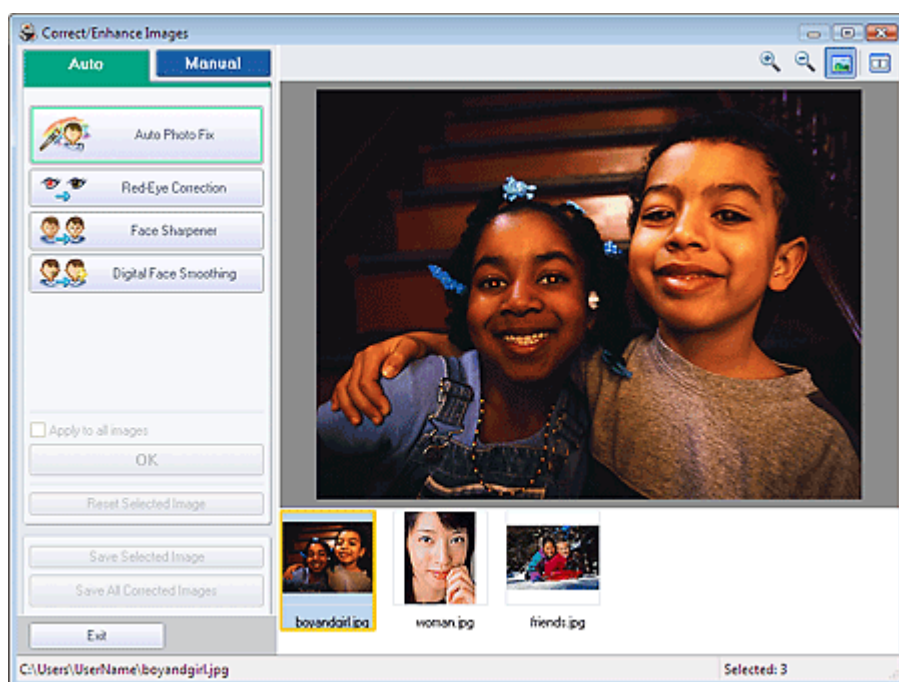 Correct/Enhance Images
Auto
Manual
Auto Photo Fix
Red-Eye Correction
Face Sharpener
Digital Face Smoothing
Apply to all images
OK
Reset Selected Image
Save Selected Image
Save All Corrected Images
Exit
boyandgirl.jpg
woman.jpg
friends.jpg
C:\Users\UserName\boyandgirl.jpg
Selected: 3